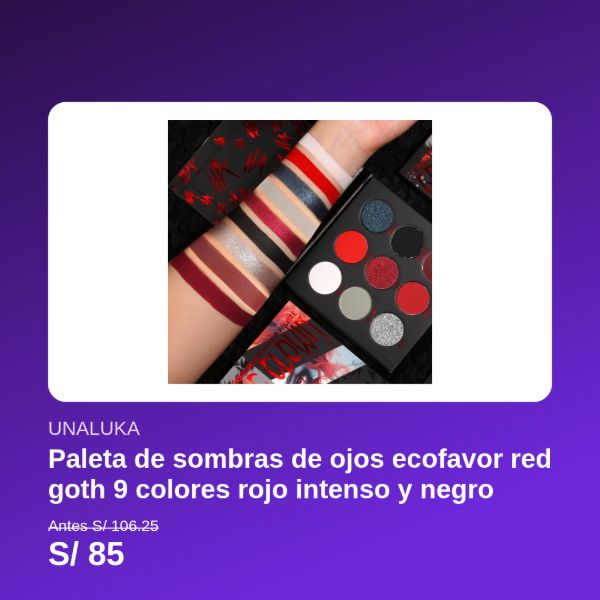 UNALUKA
Paleta de sombras de ojos ecofavor red
goth 9 colores rojo intenso y negro
Antes S/ 106.25
S/ 85